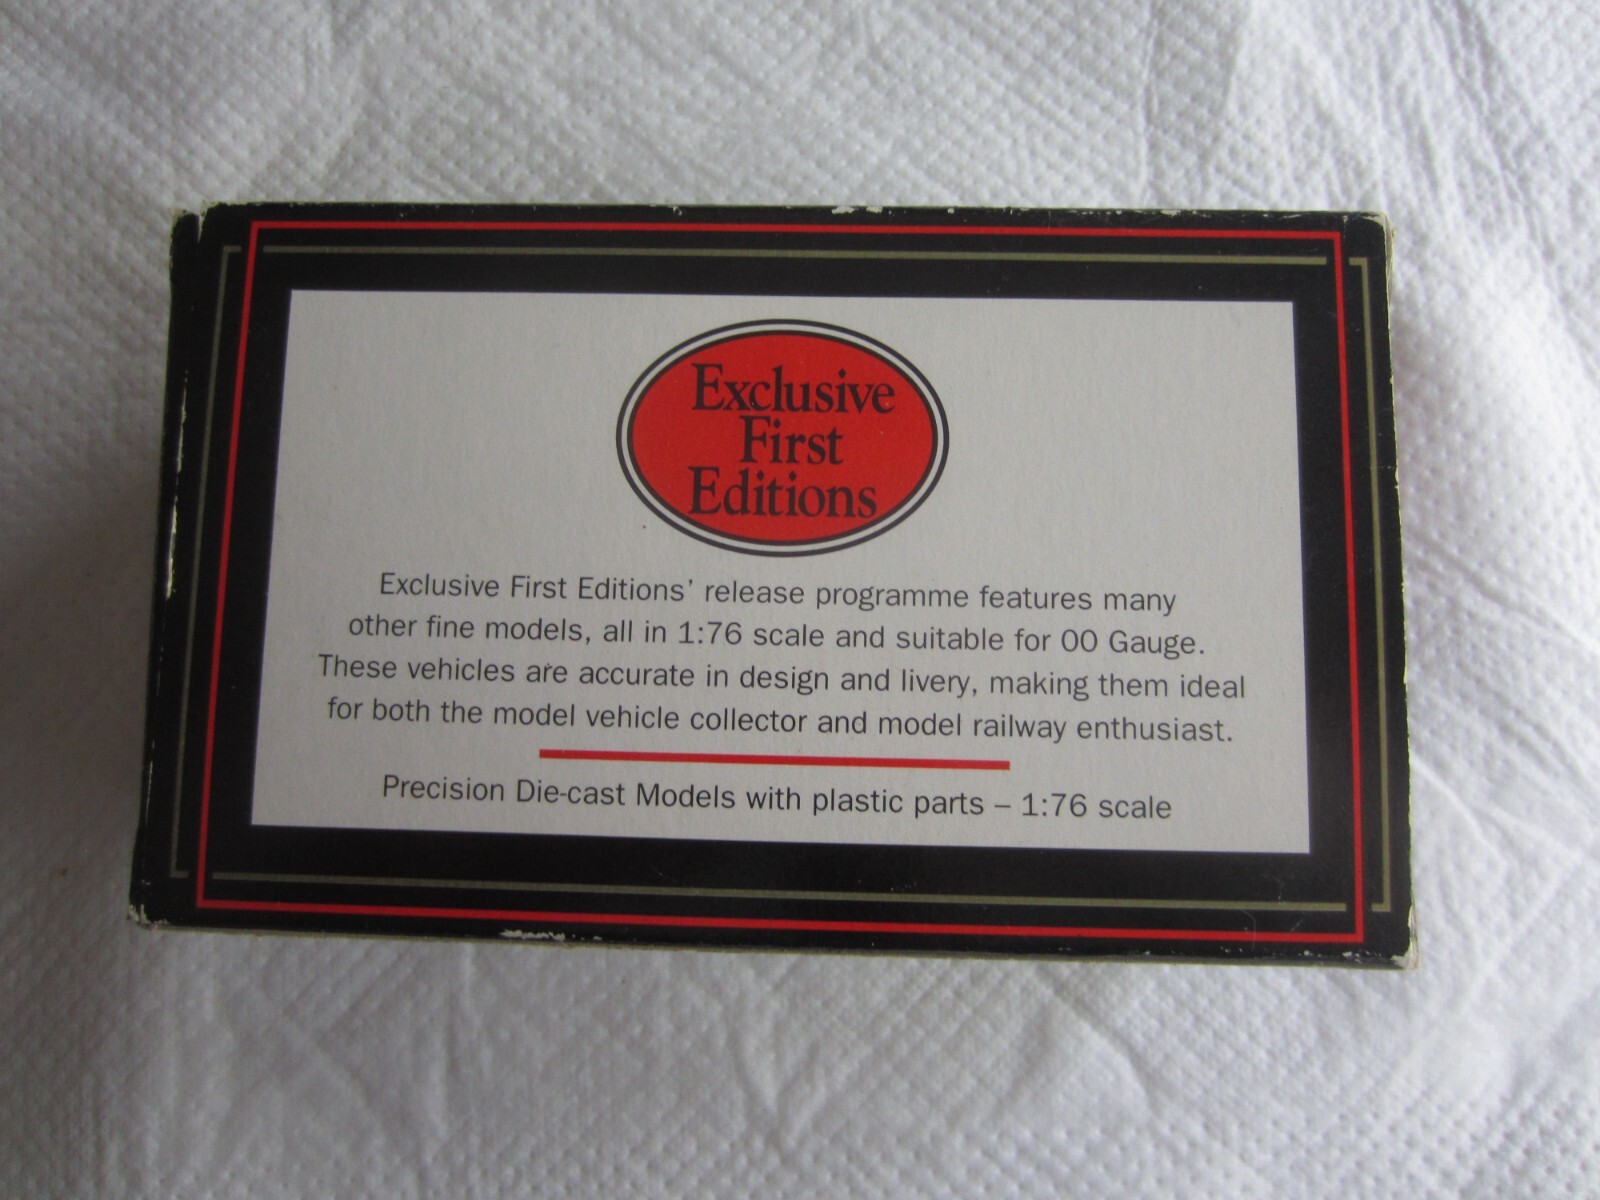 Exclusive
First
Editions
Exclusive First Editions' release programme features many
other fine models, all in 1:76 scale and suitable for 00 Gauge.
These vehicles are accurate in design and livery, making them ideal
for both the model vehicle collector and model railway enthusiast.
Precision Die-cast Models with plastic parts – 1:76 scale